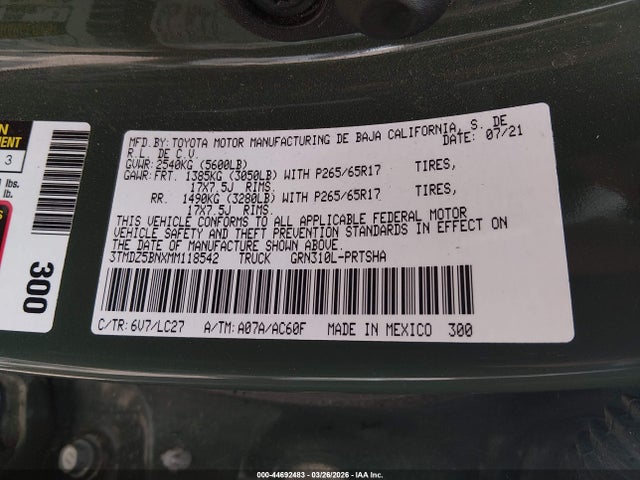 MFD.BY: TOYOTA MOTOR MANUFACTURING DE BAJA CALIFORNIA, S. DE
R.L. DE C.V. DATE: 07/21
GVWR: 2540KG (5600LB)
GAWR: FRT. 1385KG (3050LB) WITH P265/65R17 TIRES,
17X7.5J RIMS.
RR. 1490KG (3280LB) WITH P265/65R17 TIRES,
17X7.5J RIMS.
THIS VEHICLE CONFORMS TO ALL APPLICABLE FEDERAL MOTOR
VEHICLE SAFETY AND THEFT PREVENTION STANDARDS IN EFFECT ON
THE DATE OF MANUFACTURE SHOWN ABOVE.
3TMDZ5BNXMM118542 TRUCK GRN310L-PRTSHA
C/TR: 6V7/LC27 A/TM: A07A/AC60F MADE IN MEXICO 300
3
lbs.
lb.
300
000-44692483 - 03/26/2026 - IAA Inc.